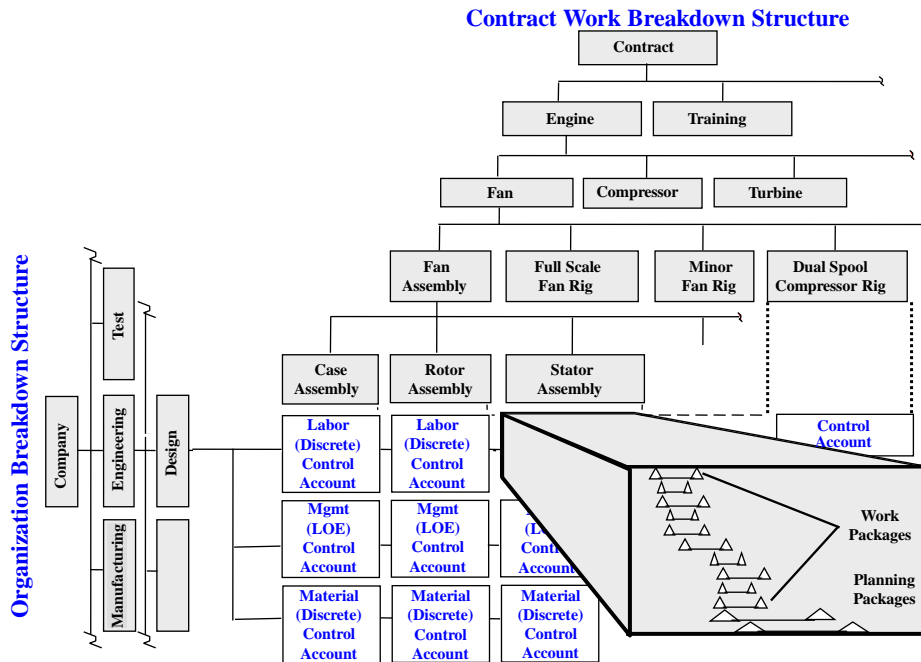 Contract Work Breakdown Structure
Contract
Engine
Training
Fan
Compressor
Turbine
Fan
Assembly
Full Scale
Fan Rig
Minor
Fan Rig
Dual Spool
Compressor Rig
Case
Assembly
Rotor
Assembly
Stator
Assembly
Organization Breakdown Structure
Company
Test
Engineering
Manufacturing
Design
Labor
(Discrete)
Control
Account
Labor
(Discrete)
Control
Account
Control
Account
Mgmt
(LOE)
Control
Account
Mgmt
(LOE)
Control
Account
Account
Material
(Discrete)
Control
Account
Material
(Discrete)
Control
Account
Material
(Discrete)
Control
Account
Work
Packages
Planning
Packages